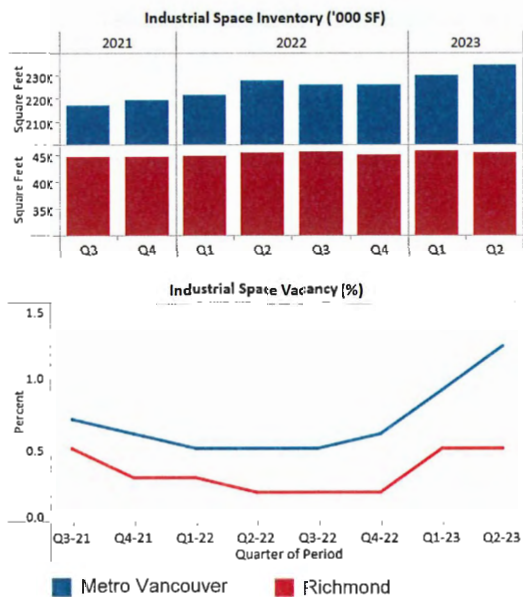 Industrial Space Inventory ('000 SF)
2021 2022 2023
Square Feet
230K
220K
210K
Square Feet
45K
40K
35K
Q3 Q4 Q1 Q2 Q3 Q4 Q1 Q2
Industrial Space Vacancy (%)
Percent
1.5
1.0
0.5
0.0
Q3-21 Q4-21 Q1-22 Q2-22 Q3-22 Q4-22 Q1-23 Q2-23
Quarter of Period
Metro Vancouver Richmond